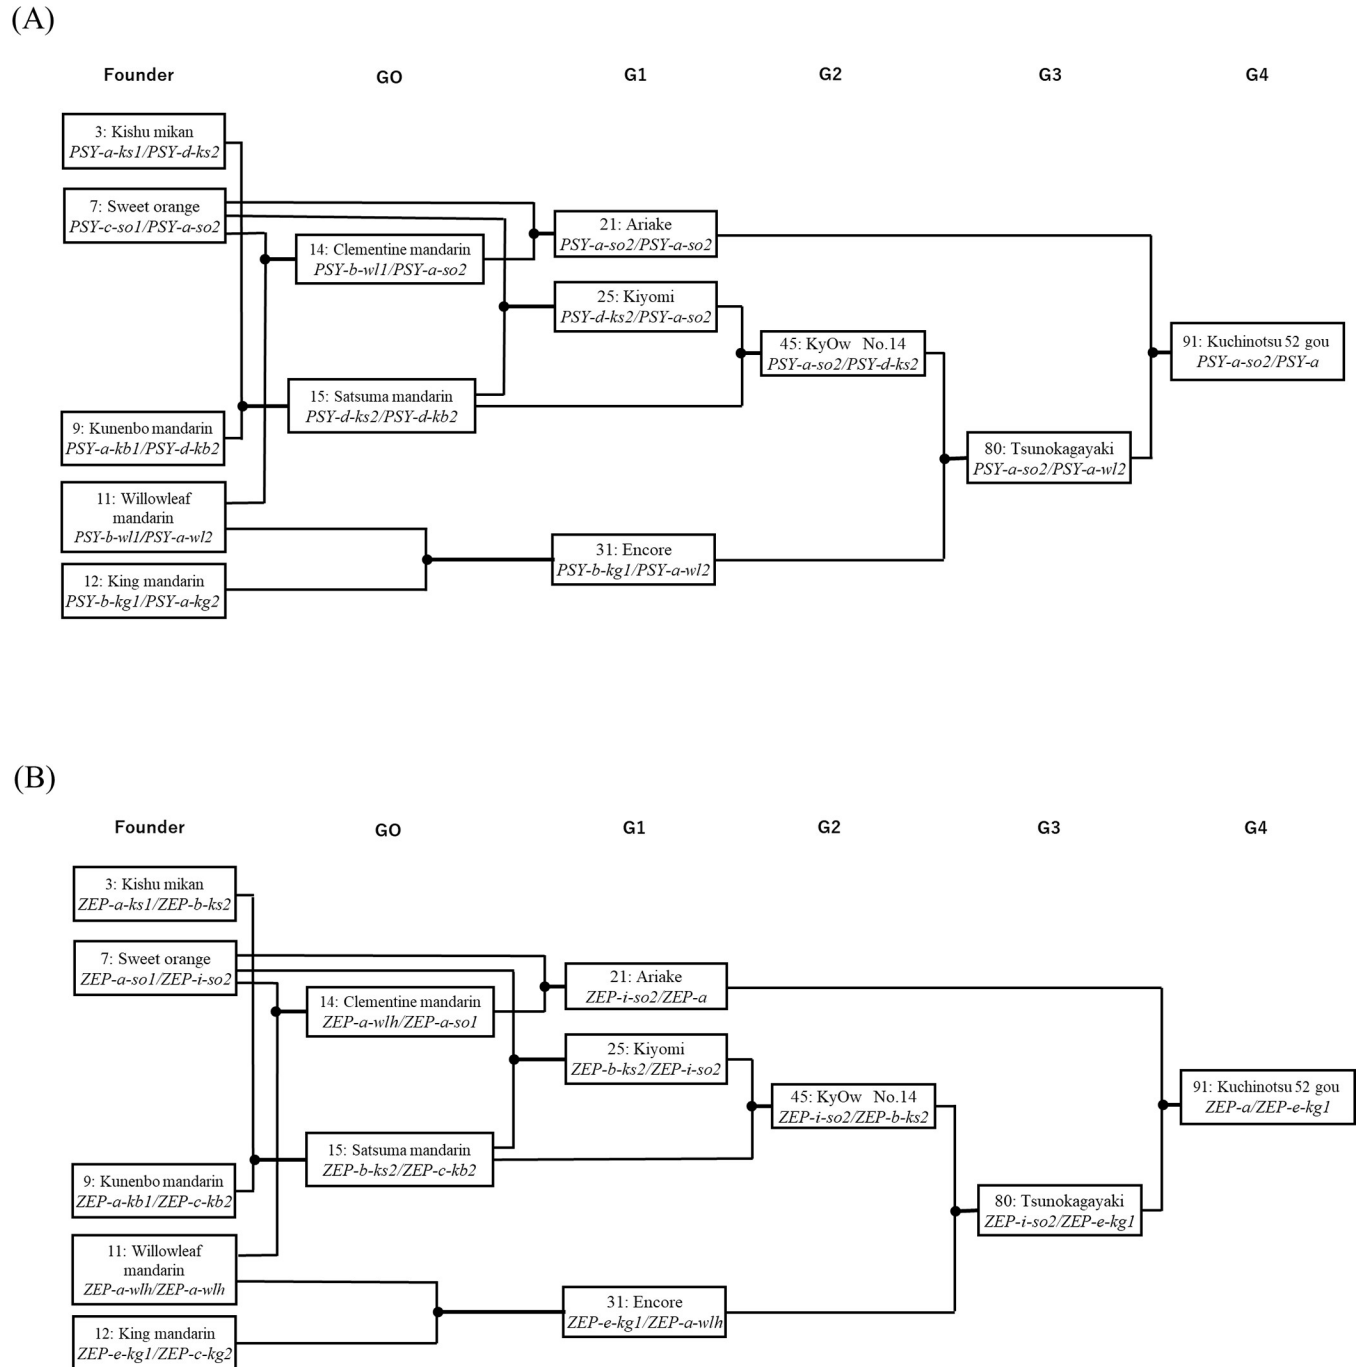 (A)
Founder
GO
G1
G2
G3
G4
3: Kishu mikan
PSY-a-ks1/PSY-d-ks2
7: Sweet orange
PSY-c-so1/PSY-a-so2
14: Clementine mandarin
PSY-b-wl1/PSY-a-so2
21: Ariake
PSY-a-so2/PSY-a-so2
25: Kiyomi
PSY-d-ks2/PSY-a-so2
45: KyOw No.14
PSY-a-so2/PSY-d-ks2
91: Kuchinotsu 52 gou
PSY-a-so2/PSY-a
15: Satsuma mandarin
PSY-d-ks2/PSY-d-kb2
9: Kunenbo mandarin
PSY-a-kb1/PSY-d-kb2
80: Tsunokagayaki
PSY-a-so2/PSY-a-wl2
11: Willowleaf
mandarin
PSY-b-wl1/PSY-a-wl2
31: Encore
PSY-b-kg1/PSY-a-wl2
12: King mandarin
PSY-b-kg1/PSY-a-kg2
(B)
Founder
GO
G1
G2
G3
G4
3: Kishu mikan
ZEP-a-ks1/ZEP-b-ks2
7: Sweet orange
ZEP-a-so1/ZEP-i-so2
14: Clementine mandarin
ZEP-a-wlh/ZEP-a-so1
21: Ariake
ZEP-i-so2/ZEP-a
25: Kiyomi
ZEP-b-ks2/ZEP-i-so2
45: KyOw No.14
ZEP-i-so2/ZEP-b-ks2
91: Kuchinotsu 52 gou
ZEP-a/ZEP-e-kg1
15: Satsuma mandarin
ZEP-b-ks2/ZEP-c-kb2
9: Kunenbo mandarin
ZEP-a-kb1/ZEP-c-kb2
80: Tsunokagayaki
ZEP-i-so2/ZEP-e-kg1
11: Willowleaf
mandarin
ZEP-a-wlh/ZEP-a-wlh
31: Encore
ZEP-e-kg1/ZEP-a-wlh
12: King mandarin
ZEP-e-kg1/ZEP-c-kg2